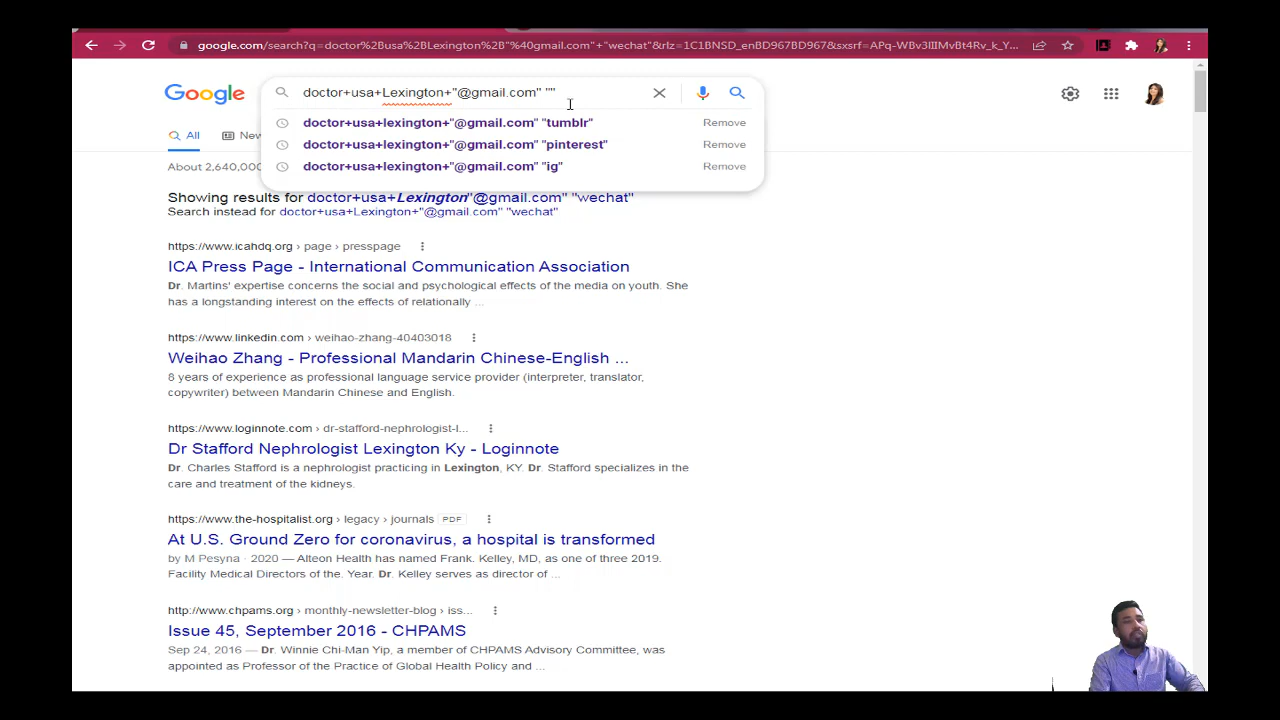 google.com/search?q=doctor%2Busa%2BLexington%2B"%40gmail.com"+"wechat"&rlz=1C1BNSD_enBD967BD967&sxsrf=APq-WBv3lIIMvBt4Rv_k_Y...
Google
doctor+usa+Lexington+"@gmail.com" ""
doctor+usa+lexington+"@gmail.com" "tumblr" Remove
doctor+usa+lexington+"@gmail.com" "pinterest" Remove
doctor+usa+lexington+"@gmail.com" "ig" Remove
All New
About 2,640,000
Showing results for doctor+usa+Lexington"@gmail.com" "wechat"
Search instead for doctor+usa+Lexington+"@gmail.com" "wechat"
https://www.icahdq.org › page › presspage
ICA Press Page - International Communication Association
Dr. Martins' expertise concerns the social and psychological effects of the media on youth. She
has a longstanding interest on the effects of relationally ...
https://www.linkedin.com › weihao-zhang-40403018
Weihao Zhang - Professional Mandarin Chinese-English ...
8 years of experience as professional language service provider (interpreter, translator,
copywriter) between Mandarin Chinese and English.
https://www.loginnote.com › dr-stafford-nephrologist-l...
Dr Stafford Nephrologist Lexington Ky - Loginnote
Dr. Charles Stafford is a nephrologist practicing in Lexington, KY. Dr. Stafford specializes in the
care and treatment of the kidneys.
https://www.the-hospitalist.org › legacy › journals PDF
At U.S. Ground Zero for coronavirus, a hospital is transformed
by M Pesyna · 2020 — Alteon Health has named Frank. Kelley, MD, as one of three 2019.
Facility Medical Directors of the. Year. Dr. Kelley serves as director of ...
http://www.chpams.org › monthly-newsletter-blog › iss...
Issue 45, September 2016 - CHPAMS
Sep 24, 2016 — Dr. Winnie Chi-Man Yip, a member of CHPAMS Advisory Committee, was
appointed as Professor of the Practice of Global Health Policy and ...